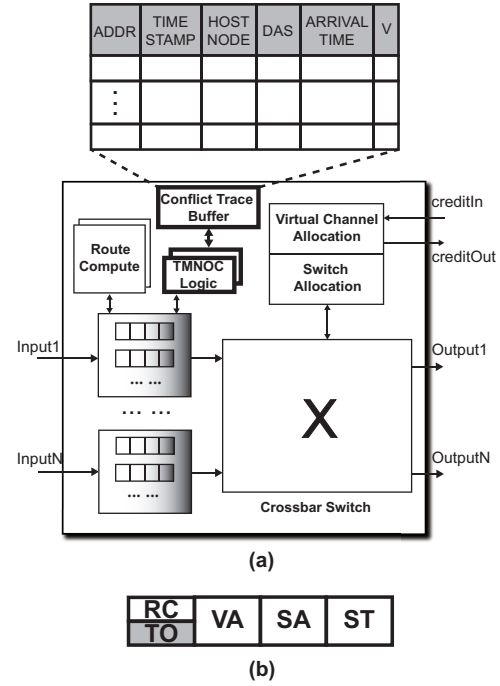 ADDR TIME STAMP HOST NODE DAS ARRIVAL TIME V
Conflict Trace Buffer
Route Compute
TMNOC Logic
Virtual Channel Allocation
Switch Allocation
creditIn
creditOut
Input1
... ...
... ...
InputN
... ...
X
Output1
OutputN
Crossbar Switch
(a)
RC VA SA ST
TO
(b)